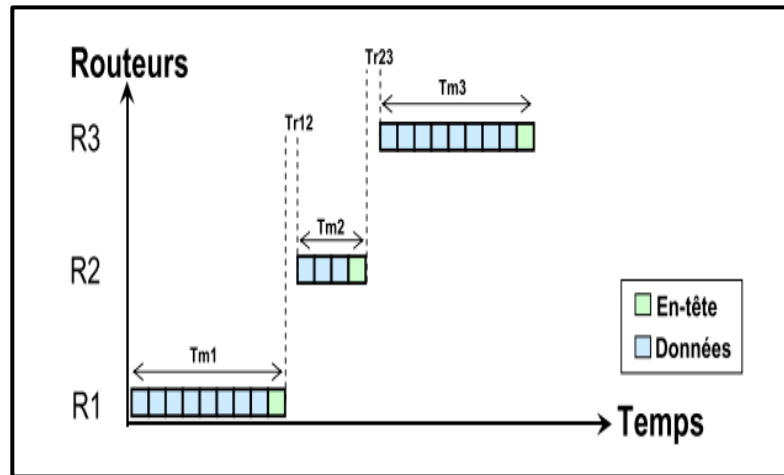 Routeurs
Tr23
Tm3
R3
Tr12
Tm2
R2
En-tête
Données
Tm1
R1
Temps